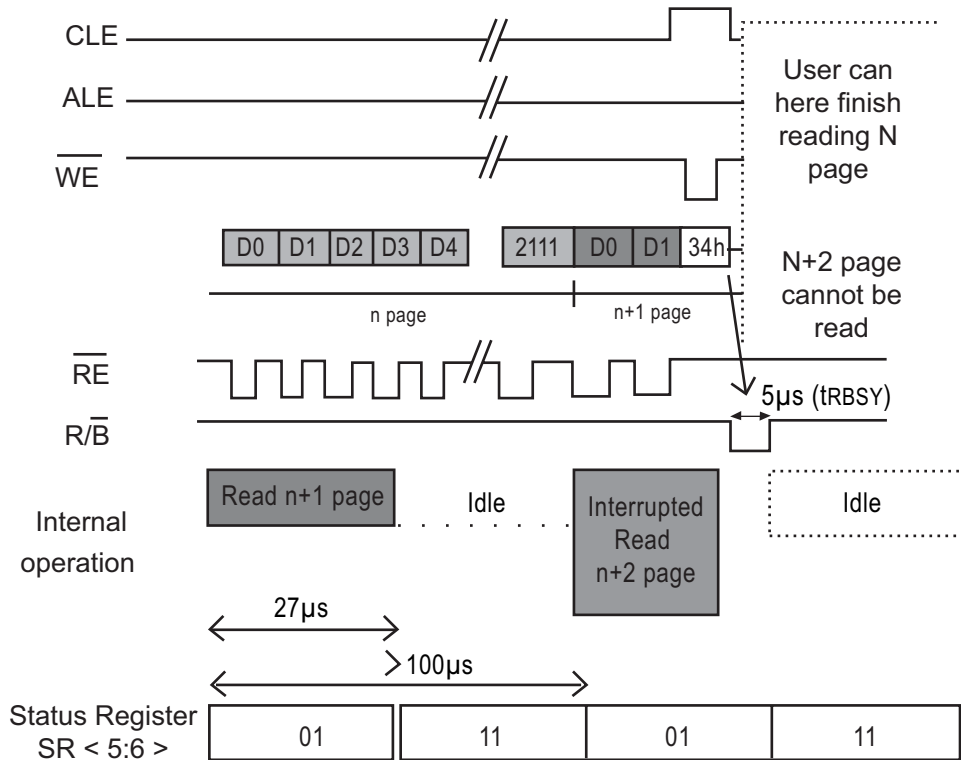 CLE
ALE
WE
User can
here finish
reading N
page
D0 D1 D2 D3 D4 2111 D0 D1 34h
N+2 page
cannot be
read
n page
n+1 page
RE
5µs (tRBSY)
R/B
Read n+1 page
Idle
Interrupted
Read
n+2 page
Idle
Internal
operation
27µs
100µs
Status Register
SR < 5:6 >
01 11 01 11